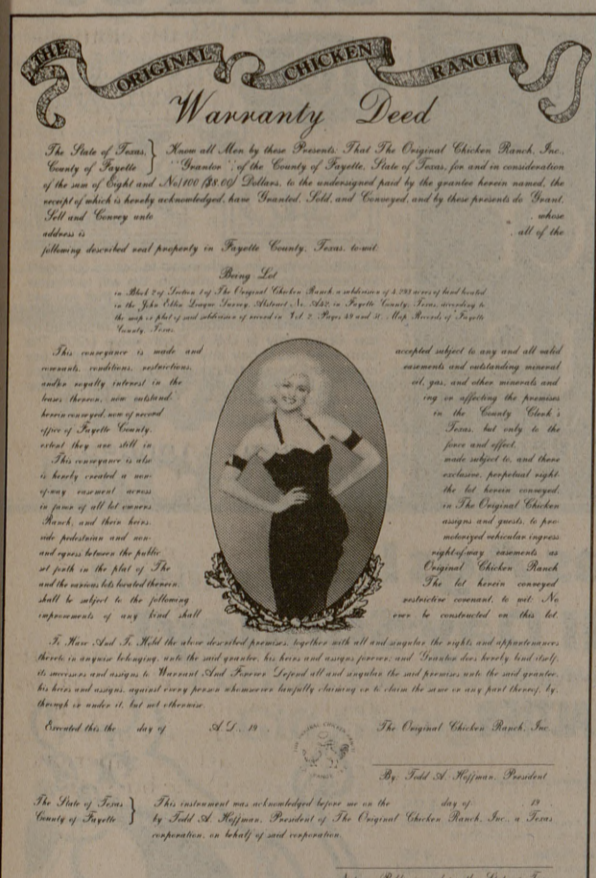 THE ORIGINAL CHICKEN RANCH
Warranty Deed
The State of Texas, } Know all Men by these Presents, That The Original Chicken Ranch, Inc.,
County of Fayette "Grantor", of the County of Fayette, State of Texas, for and in consideration
of the sum of Eight and No/100 ($8.00) Dollars, to the undersigned paid by the grantee herein named, the
receipt of which is hereby acknowledged, have Granted, Sold, and Conveyed, and by these presents do Grant,
Sell and Convey unto , whose
address is , all of the
following described real property in Fayette County, Texas, to-wit:
Being Lot
in Block 2 of Section 1 of The Original Chicken Ranch, a subdivision of acres of land located
in the John Eblin League Survey, Abstract No. in Fayette County, Texas, according to
the map or plat of said subdivision of record in Vol. 2, Pages and Map Records of Fayette
County, Texas.
This conveyance is made and accepted subject to any and all valid
covenants, conditions, restrictions, easements and outstanding mineral
and/or royalty interest in the oil, gas, and other minerals and
leases thereon, now outstand- ing or affecting the premises
herein conveyed, now of record in the County Clerk's
office of Fayette County, Texas, but only to the
extent they are still in force and effect.
This conveyance is also made subject to, and there
is hereby created a non- exclusive, perpetual right-
of-way easement across the lot herein conveyed,
in favor of all lot owners in The Original Chicken
Ranch, and their heirs, assigns and guests, to pro-
vide pedestrian and non- motorized vehicular ingress
and egress between the public right-of-way easements as
set forth in the plat of The Original Chicken Ranch
and the various lots located therein. The lot herein conveyed
shall be subject to the following restrictive covenant, to wit: No
improvements of any kind shall ever be constructed on this lot.
To Have And To Hold the above described premises, together with all and singular the rights and appurtenances
thereto in anywise belonging, unto the said grantee, his heirs and assigns forever; and Grantor does hereby bind itself,
its successors and assigns to Warrant And Forever Defend all and singular the said premises unto the said grantee,
his heirs and assigns, against every person whomsoever lawfully claiming or to claim the same or any part thereof, by,
through or under it, but not otherwise.
Executed this the day of A.D., 19 The Original Chicken Ranch, Inc.
By: Todd A. Hoffman, President
The State of Texas } This instrument was acknowledged before me on the day of 19
County of Fayette by Todd A. Hoffman, President of The Original Chicken Ranch, Inc., a Texas
corporation, on behalf of said corporation.